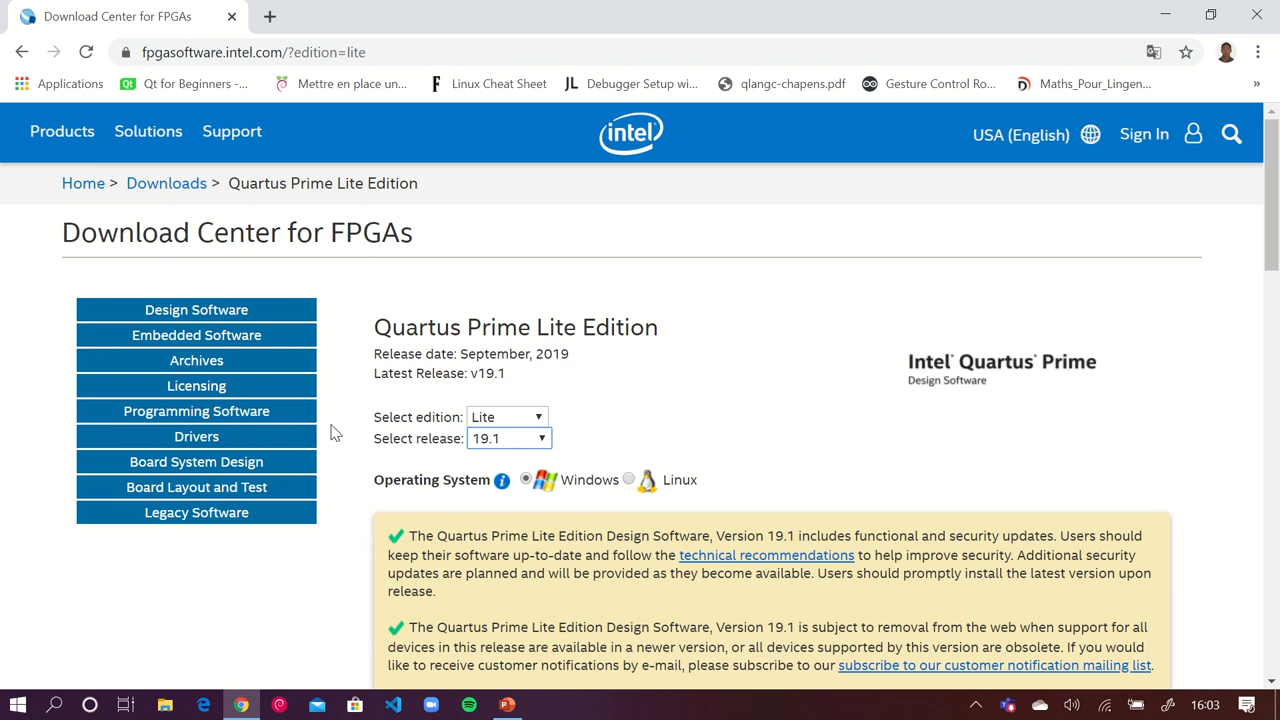 Download Center for FPGAs
fpgasoftware.intel.com/?edition=lite
Applications
Qt for Beginners -...
Mettre en place un...
Linux Cheat Sheet
JL Debugger Setup wi...
qlangc-chapens.pdf
Gesture Control Ro...
Maths_Pour_Lingen...
»
Products Solutions Support
intel
USA (English) Sign In
Home > Downloads > Quartus Prime Lite Edition
Download Center for FPGAs
Design Software
Embedded Software
Archives
Licensing
Programming Software
Drivers
Board System Design
Board Layout and Test
Legacy Software
Quartus Prime Lite Edition
Release date: September, 2019
Latest Release: v19.1
Select edition: Lite
Select release: 19.1
Operating System i Windows Linux
Intel® Quartus® Prime
Design Software
The Quartus Prime Lite Edition Design Software, Version 19.1 includes functional and security updates. Users should
keep their software up-to-date and follow the technical recommendations to help improve security. Additional security
updates are planned and will be provided as they become available. Users should promptly install the latest version upon
release.
The Quartus Prime Lite Edition Design Software, Version 19.1 is subject to removal from the web when support for all
devices in this release are available in a newer version, or all devices supported by this version are obsolete. If you would
like to receive customer notifications by e-mail, please subscribe to our subscribe to our customer notification mailing list.
16:03